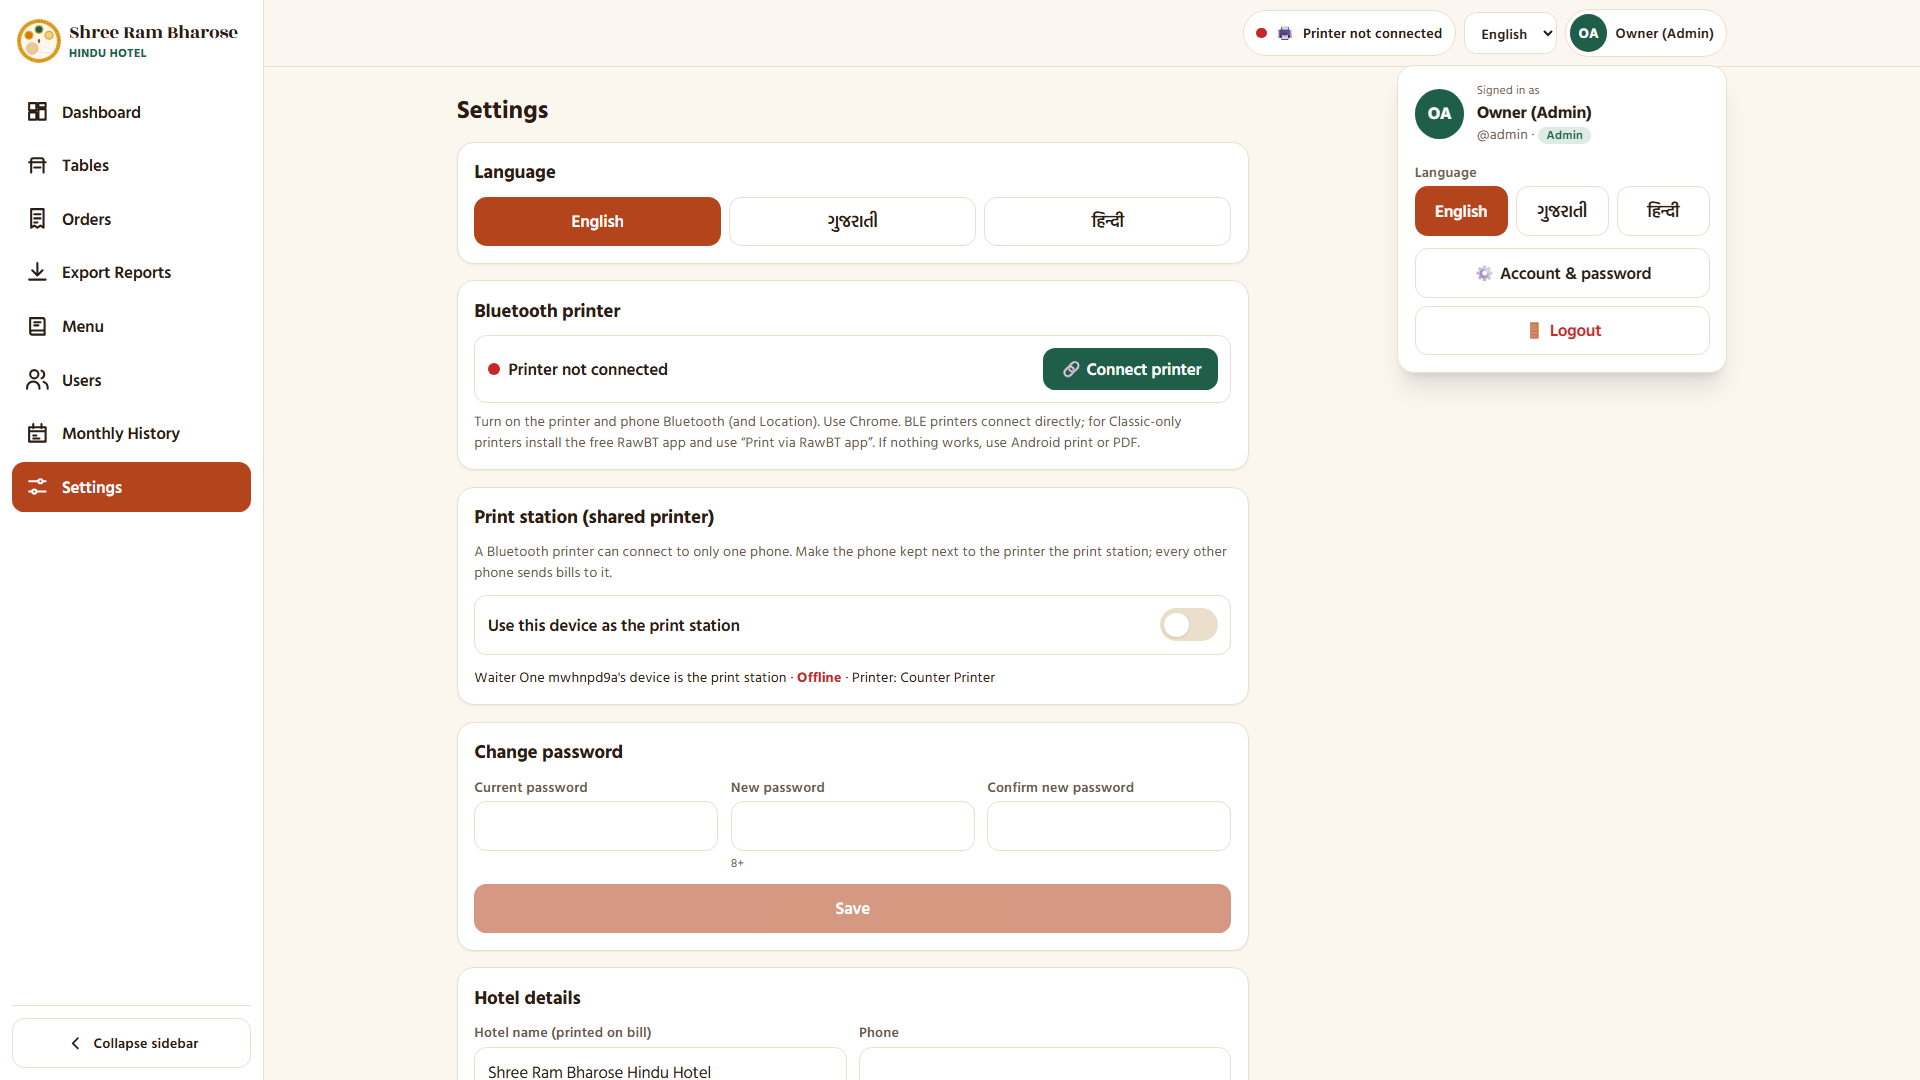 Shree Ram Bharose
HINDU HOTEL
Dashboard
Tables
Orders
Export Reports
Menu
Users
Monthly History
Settings
Collapse sidebar
Printer not connected
English
OA
Owner (Admin)
Settings
Language
English
ગુજરાતી
हिन्दी
Bluetooth printer
Printer not connected
Connect printer
Turn on the printer and phone Bluetooth (and Location). Use Chrome. BLE printers connect directly; for Classic-only
printers install the free RawBT app and use “Print via RawBT app”. If nothing works, use Android print or PDF.
Print station (shared printer)
A Bluetooth printer can connect to only one phone. Make the phone kept next to the printer the print station; every other
phone sends bills to it.
Use this device as the print station
Waiter One mwhnpd9a's device is the print station · Offline · Printer: Counter Printer
Change password
Current password
New password
Confirm new password
8+
Save
Hotel details
Hotel name (printed on bill)
Phone
Shree Ram Bharose Hindu Hotel
OA
Signed in as
Owner (Admin)
@admin · Admin
Language
English
ગુજરાતી
हिन्दी
Account & password
Logout